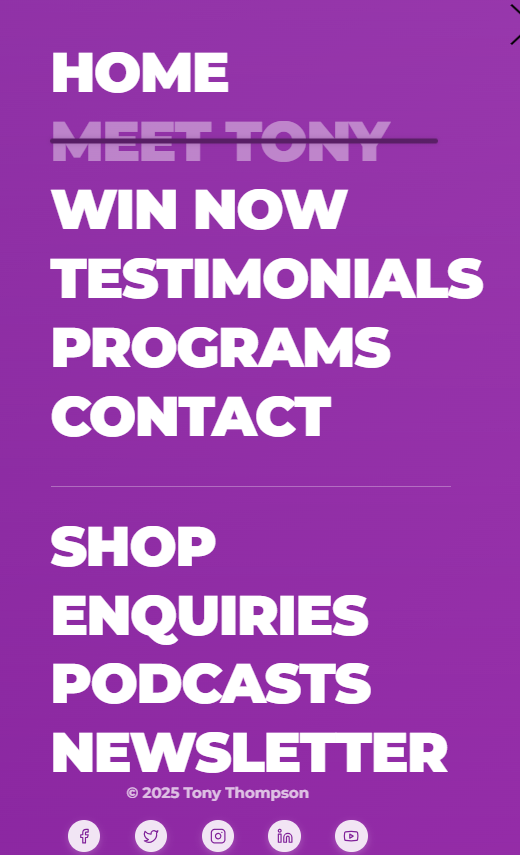 HOME
MEET TONY
WIN NOW
TESTIMONIALS
PROGRAMS
CONTACT
SHOP
ENQUIRIES
PODCASTS
NEWSLETTER
© 2025 Tony Thompson